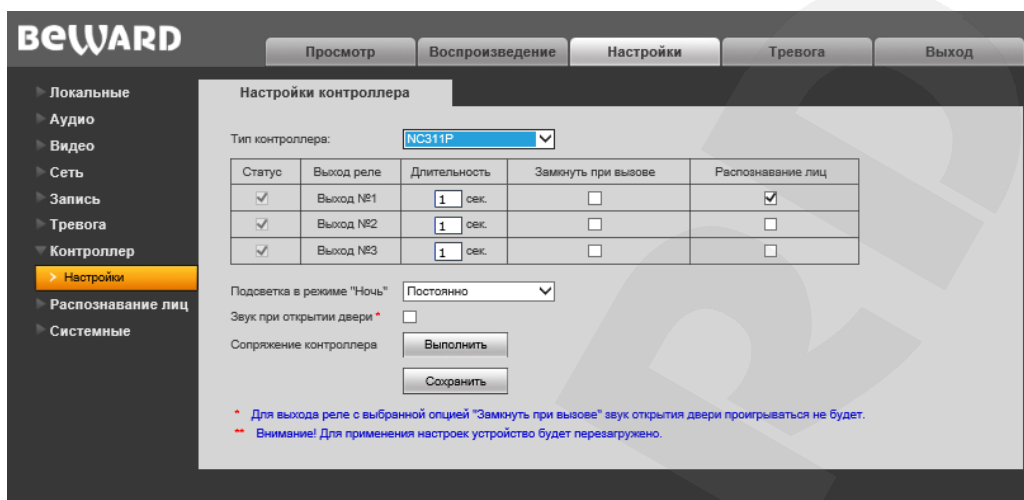 BEWARD
Просмотр Воспроизведение Настройки Тревога Выход
Локальные
Аудио
Видео
Сеть
Запись
Тревога
Контроллер
> Настройки
Распознавание лиц
Системные
Настройки контроллера
Тип контроллера: NC311P
Статус Выход реле Длительность Замкнуть при вызове Распознавание лиц
Выход №1 1 сек.
Выход №2 1 сек.
Выход №3 1 сек.
Подсветка в режиме "Ночь" Постоянно
Звук при открытии двери *
Сопряжение контроллера Выполнить
Сохранить
* Для выхода реле с выбранной опцией "Замкнуть при вызове" звук открытия двери проигрываться не будет.
** Внимание! Для применения настроек устройство будет перезагружено.